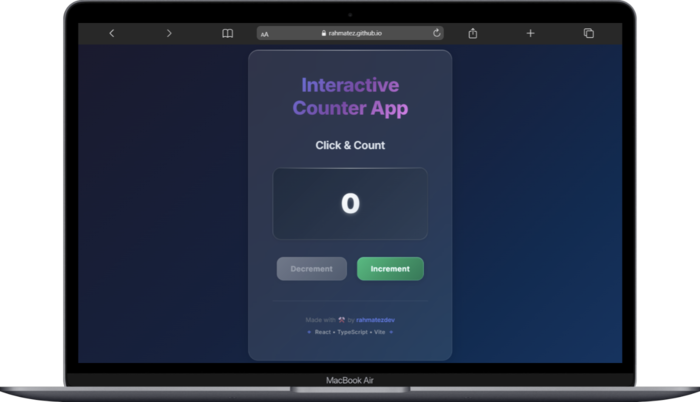 AA rahmatez.github.io
Interactive
Counter App
Click & Count
0
Decrement Increment
Made with by rahmatezdev
React • TypeScript • Vite
MacBook Air